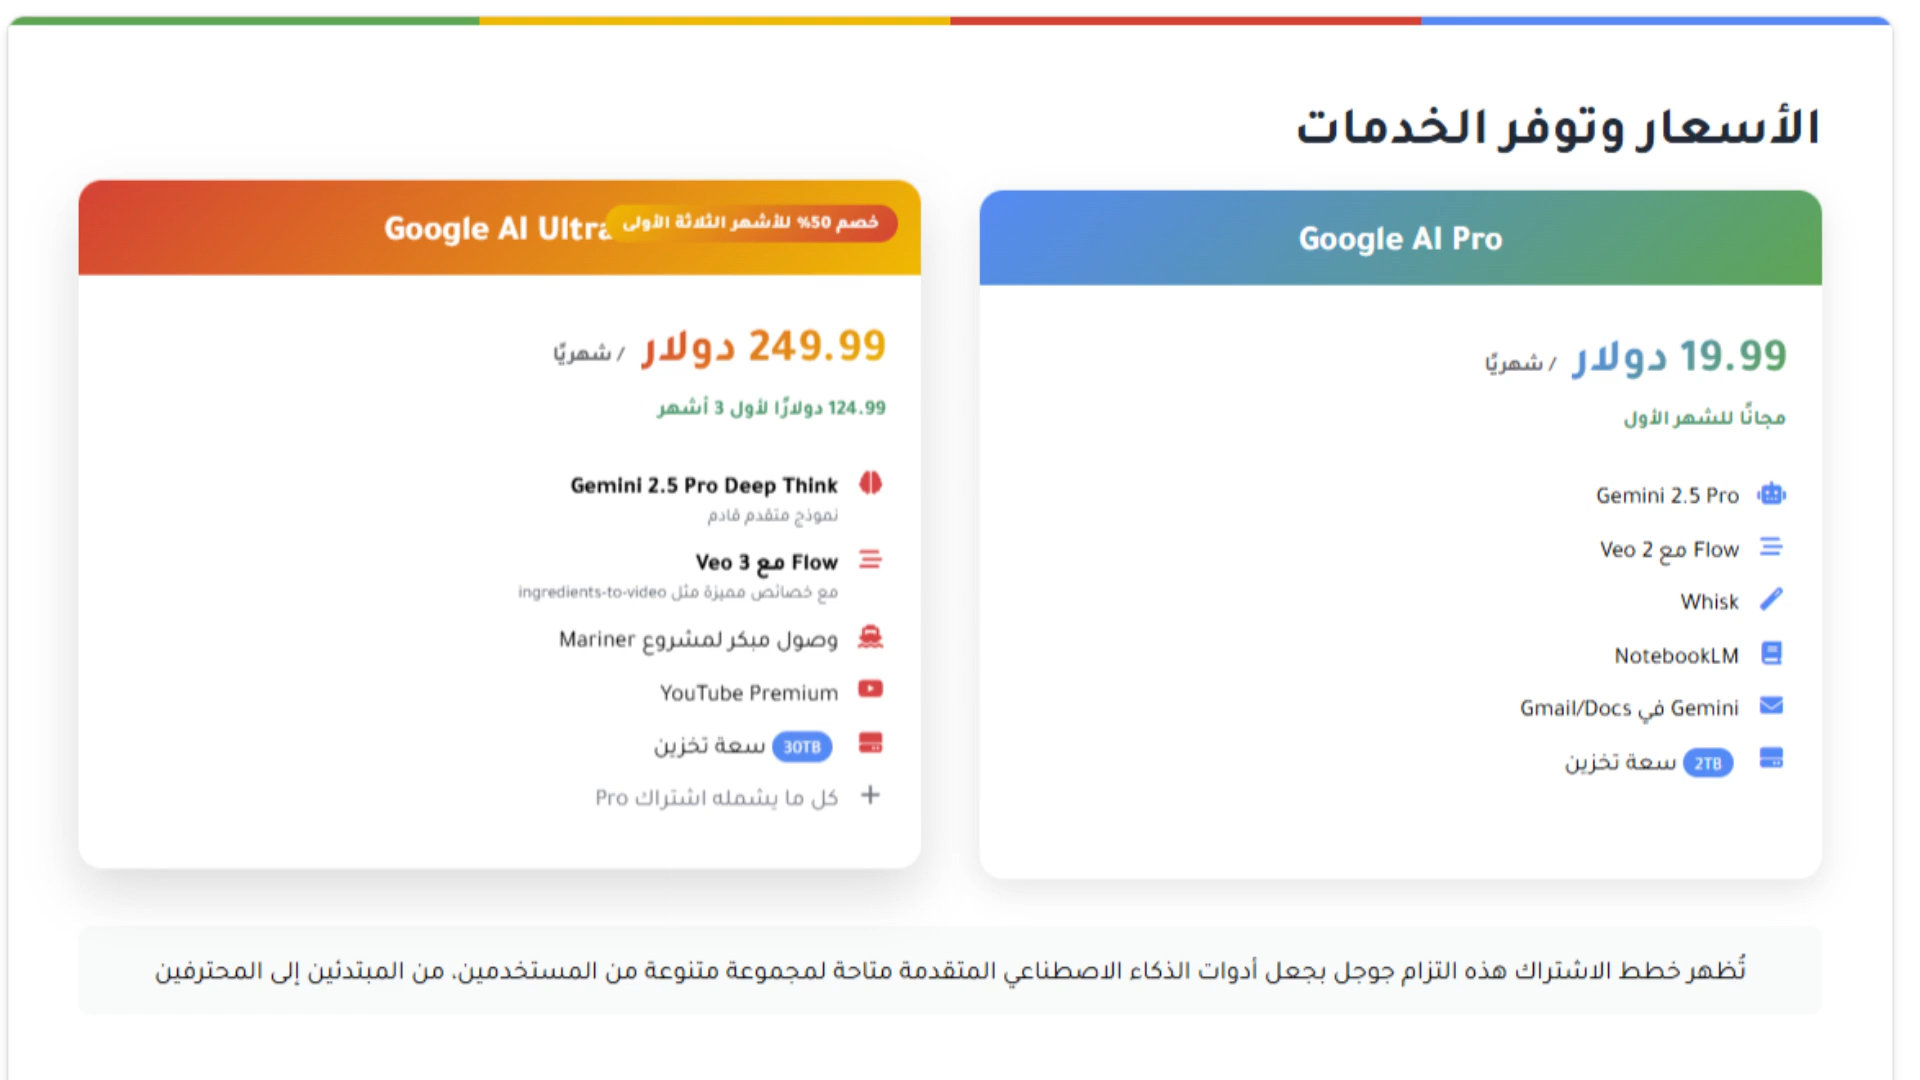 الأسعار وتوفر الخدمات
Google AI Pro
19.99 دولار / شهريًا
مجانًا للشهر الأول
Gemini 2.5 Pro
Flow مع Veo 2
Whisk
NotebookLM
Gemini في Gmail/Docs
2TB سعة تخزين
خصم 50% للأشهر الثلاثة الأولى
Google AI Ultra
249.99 دولار / شهريًا
124.99 دولارًا لأول 3 أشهر
Gemini 2.5 Pro Deep Think
نموذج متقدم قادم
Flow مع Veo 3
مع خصائص مميزة مثل ingredients-to-video
وصول مبكر لمشروع Mariner
YouTube Premium
30TB سعة تخزين
كل ما يشمله اشتراك Pro
تُظهر خطط الاشتراك هذه التزام جوجل بجعل أدوات الذكاء الاصطناعي المتقدمة متاحة لمجموعة متنوعة من المستخدمين، من المبتدئين إلى المحترفين